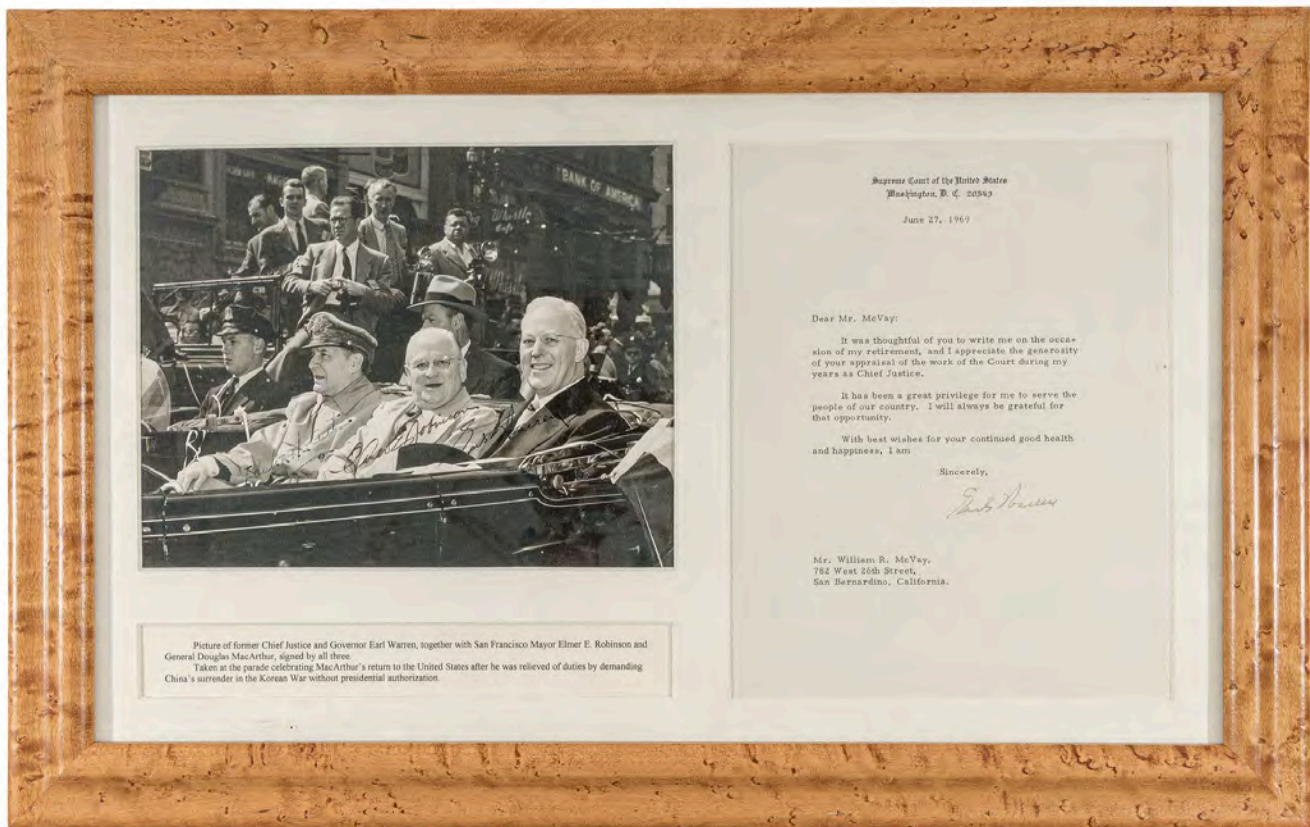 BANK OF AMERICA
Whistle
Elmer E Robinson
Earl Warren
Picture of former Chief Justice and Governor Earl Warren, together with San Francisco Mayor Elmer E. Robinson and
General Douglas MacArthur, signed by all three.
Taken at the parade celebrating MacArthur's return to the United States after he was relieved of duties by demanding
China's surrender in the Korean War without presidential authorization.
Supreme Court of the United States
Washington, D. C. 20543
June 27, 1969
Dear Mr. McVay:
It was thoughtful of you to write me on the occa-
sion of my retirement, and I appreciate the generosity
of your appraisal of the work of the Court during my
years as Chief Justice.
It has been a great privilege for me to serve the
people of our country. I will always be grateful for
that opportunity.
With best wishes for your continued good health
and happiness, I am
Sincerely,
Earl Warren
Mr. William R. McVay,
782 West 26th Street,
San Bernardino, California.